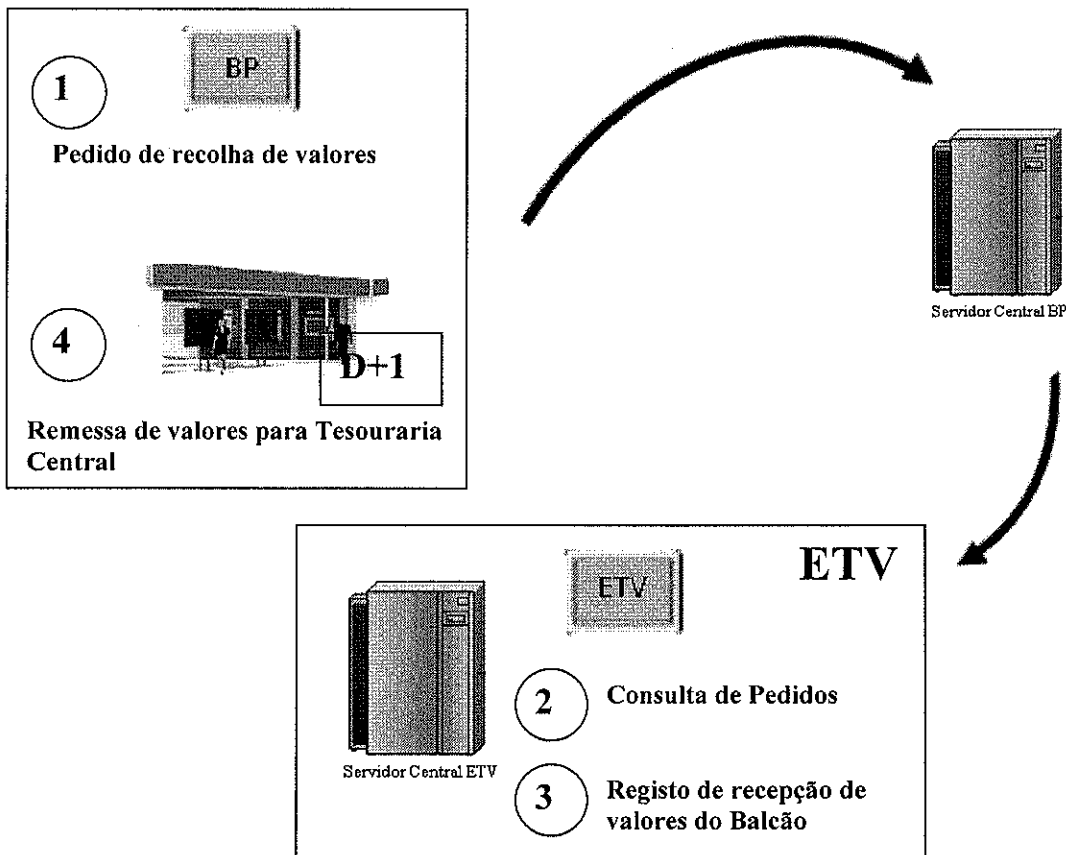 BP
1
Pedido de recolha de valores
4
D+1
Remessa de valores para Tesouraria
Central
Servidor Central BP
ETV
ETV
2
Consulta de Pedidos
Servidor Central ETV
3
Registo de recepção de
valores do Balcão